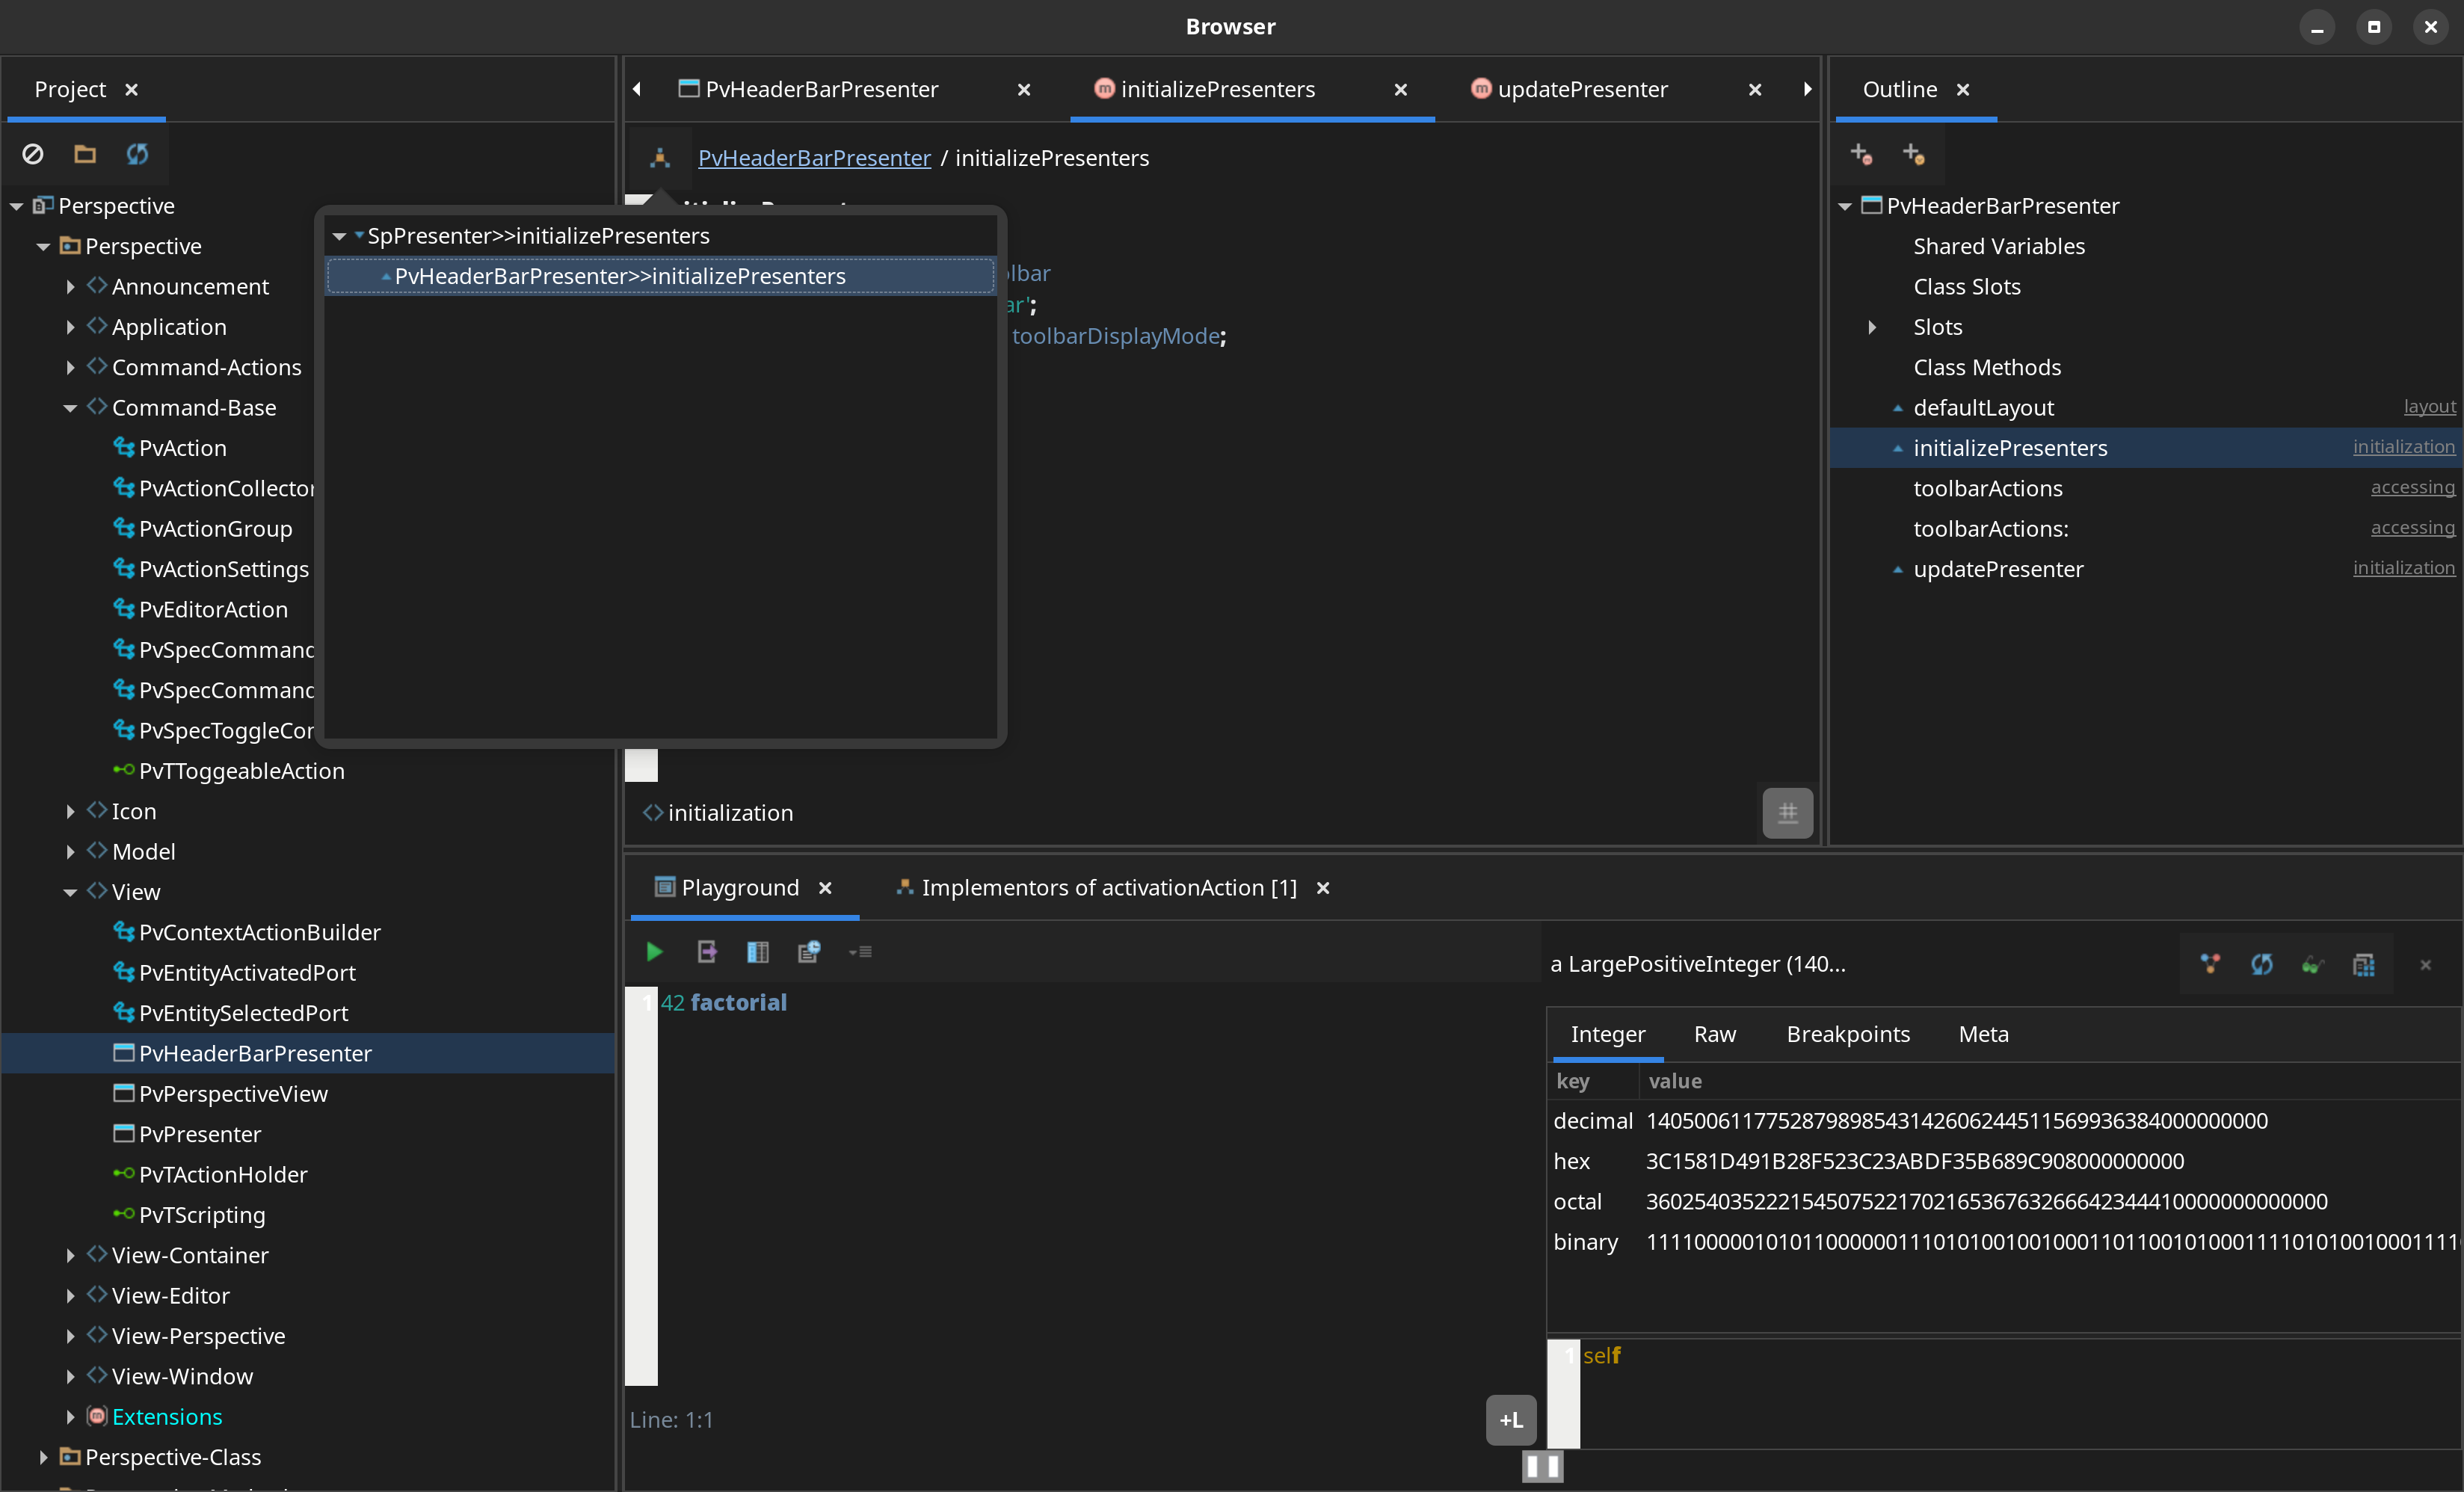 Browser
Project
Perspective
Perspective
Announcement
Application
Command-Actions
Command-Base
PvAction
PvActionCollector
PvActionGroup
PvActionSettings
PvEditorAction
PvSpecCommand
PvSpecCommand
PvSpecToggleCor
PvTToggeableAction
Icon
Model
View
PvContextActionBuilder
PvEntityActivatedPort
PvEntitySelectedPort
PvHeaderBarPresenter
PvPerspectiveView
PvPresenter
PvTActionHolder
PvTScripting
View-Container
View-Editor
View-Perspective
View-Window
Extensions
Perspective-Class
PvHeaderBarPresenter
initializePresenters
updatePresenter
PvHeaderBarPresenter / initializePresenters
SpPresenter>>initializePresenters
PvHeaderBarPresenter>>initializePresenters
lbar
ar';
toolbarDisplayMode;
initialization
Outline
PvHeaderBarPresenter
Shared Variables
Class Slots
Slots
Class Methods
defaultLayout layout
initializePresenters initialization
toolbarActions accessing
toolbarActions: accessing
updatePresenter initialization
Playground
Implementors of activationAction [1]
1 42 factorial
Line: 1:1
+L
a LargePositiveInteger (140...
Integer Raw Breakpoints Meta
key value
decimal 1405006117752879898543142606244511569936384000000000
hex 3C1581D491B28F523C23ABDF35B689C908000000000
octal 360254035222154507522170216536763266642344410000000000000
1 self